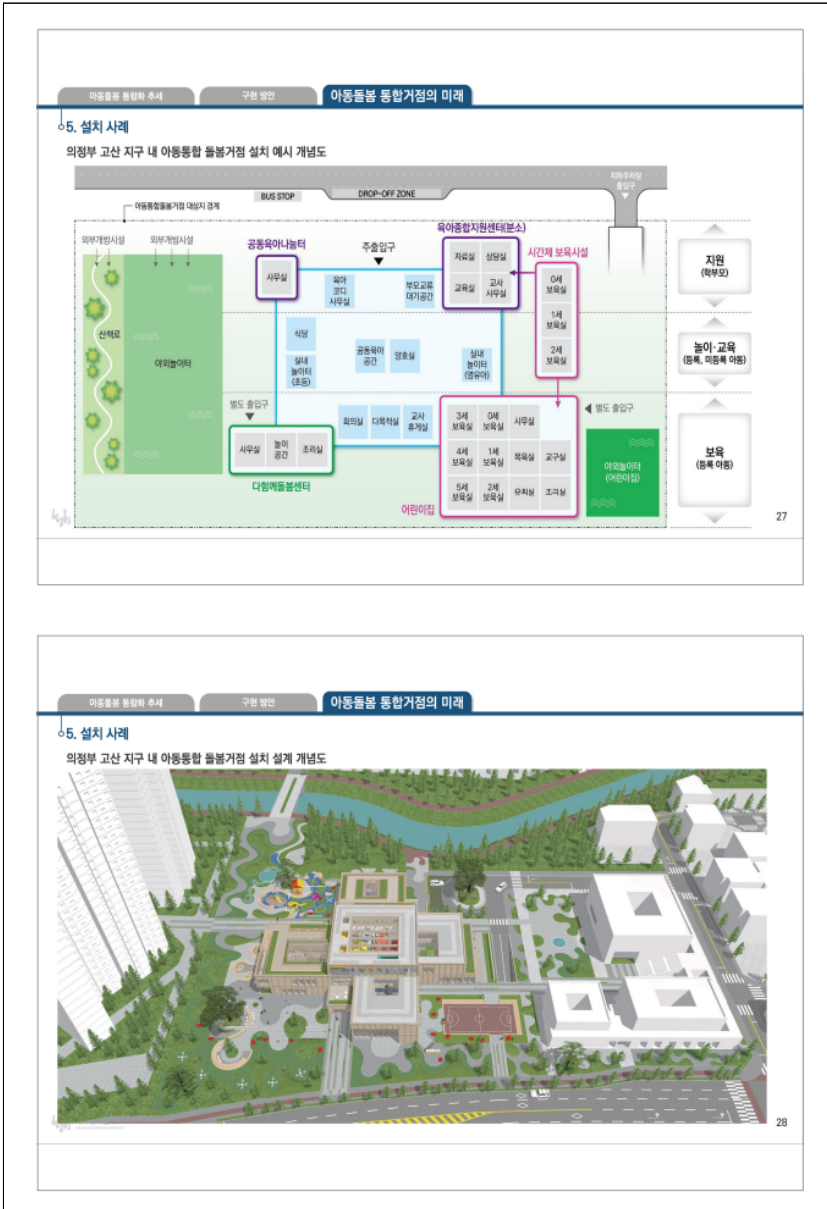 아동돌봄 통합화 추세
구현 방안
아동돌봄 통합거점의 미래
5. 설치 사례
의정부 고산 지구 내 아동통합 돌봄거점 설치 예시 개념도
지하주차장
출입구
BUS STOP
DROP-OFF ZONE
아동통합돌봄거점 대상지 경계
육아종합지원센터(분소)
외부개방시설
외부개방시설
공동육아나눔터
주출입구
시간제 보육시설
사무실
육아
코디
사무실
부모교류
대기공간
자료실
상담실
교육실
교사
사무실
0세
보육실
1세
보육실
2세
보육실
지원
(학부모)
산책로
야외놀이터
식당
실내
놀이터
(초등)
공동육아
공간
양호실
실내
놀이터
(영유아)
놀이·교육
(등록, 미등록 아동)
별도 출입구
별도 출입구
사무실
놀이
공간
조리실
다함께돌봄센터
회의실
다목적실
교사
휴게실
3세
보육실
0세
보육실
사무실
4세
보육실
1세
보육실
목욕실
교구실
5세
보육실
2세
보육실
유희실
조리실
어린이집
야외놀이터
(어린이집)
보육
(등록 아동)
27
아동돌봄 통합화 추세
구현 방안
아동돌봄 통합거점의 미래
5. 설치 사례
의정부 고산 지구 내 아동통합 돌봄거점 설치 설계 개념도
28